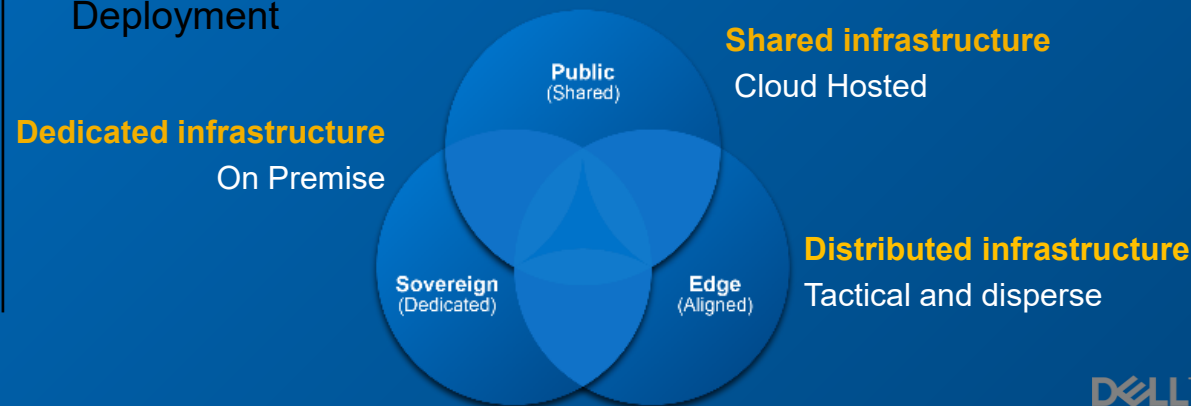 Deployment
Public
(Shared)
Shared infrastructure
Cloud Hosted
Dedicated infrastructure
On Premise
Sovereign
(Dedicated)
Edge
(Aligned)
Distributed infrastructure
Tactical and disperse
DELL